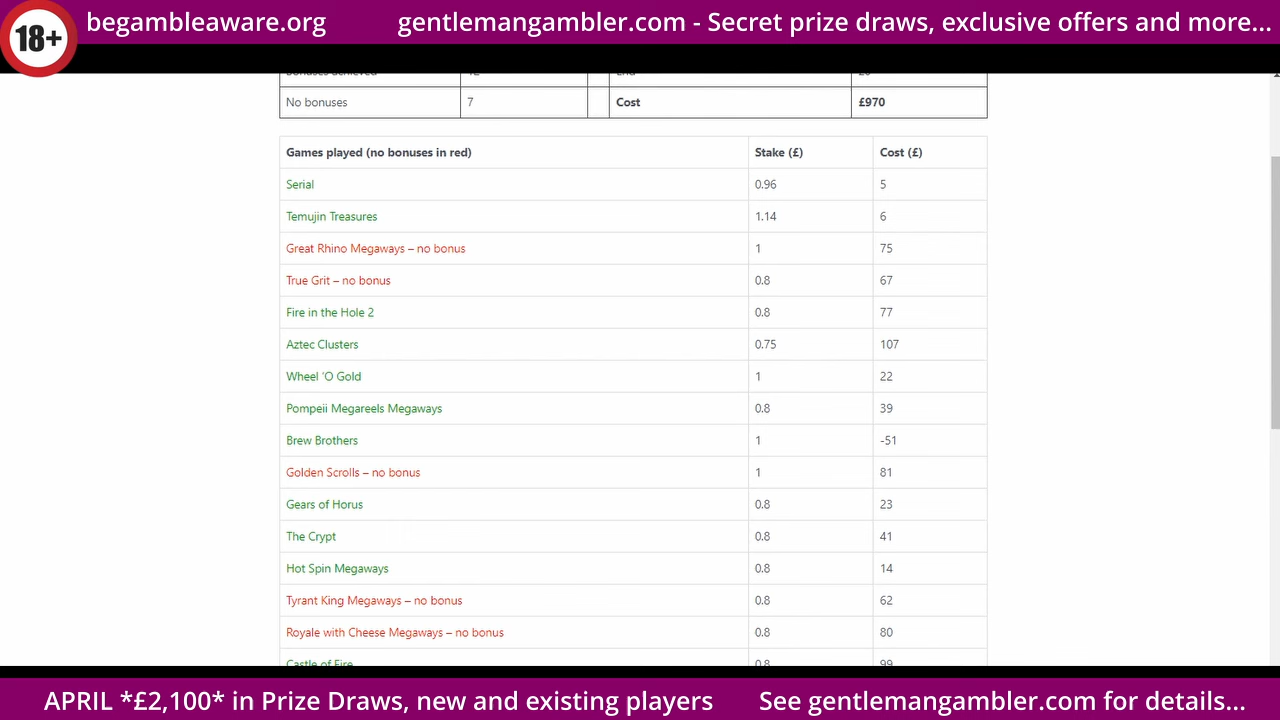 18+
begambleaware.org gentlemangambler.com - Secret prize draws, exclusive offers and more...
No bonuses 7 Cost £970
Games played (no bonuses in red) Stake (£) Cost (£)
Serial 0.96 5
Temujin Treasures 1.14 6
Great Rhino Megaways – no bonus 1 75
True Grit – no bonus 0.8 67
Fire in the Hole 2 0.8 77
Aztec Clusters 0.75 107
Wheel 'O Gold 1 22
Pompeii Megareels Megaways 0.8 39
Brew Brothers 1 -51
Golden Scrolls – no bonus 1 81
Gears of Horus 0.8 23
The Crypt 0.8 41
Hot Spin Megaways 0.8 14
Tyrant King Megaways – no bonus 0.8 62
Royale with Cheese Megaways – no bonus 0.8 80
Castle of Fire 0.8 99
APRIL *£2,100* in Prize Draws, new and existing players See gentlemangambler.com for details...